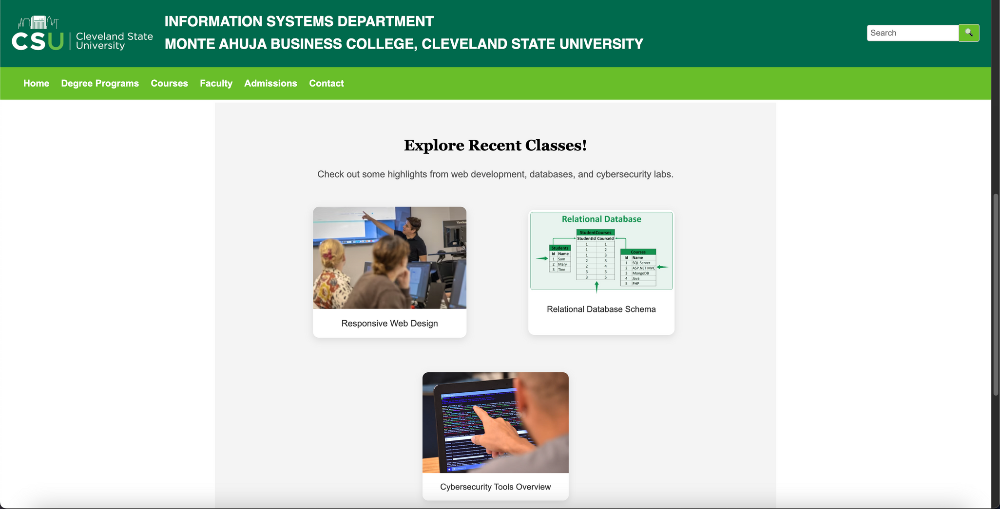 CSU
Cleveland State
University
INFORMATION SYSTEMS DEPARTMENT
MONTE AHUJA BUSINESS COLLEGE, CLEVELAND STATE UNIVERSITY
Search
Home Degree Programs Courses Faculty Admissions Contact
Explore Recent Classes!
Check out some highlights from web development, databases, and cybersecurity labs.
ViewSo
Responsive Web Design
Relational Database
StudentCourses
StudentId CourseId
1 1
1 2
1 3
2 3
2 4
3 3
3 5
Students
Id Name
1 Sam
2 Mary
3 Tine
Courses
Id Name
1 SQL Server
2 ASP.NET MVC
3 MongoDB
4 Java
5 PHP
Relational Database Schema
Cybersecurity Tools Overview